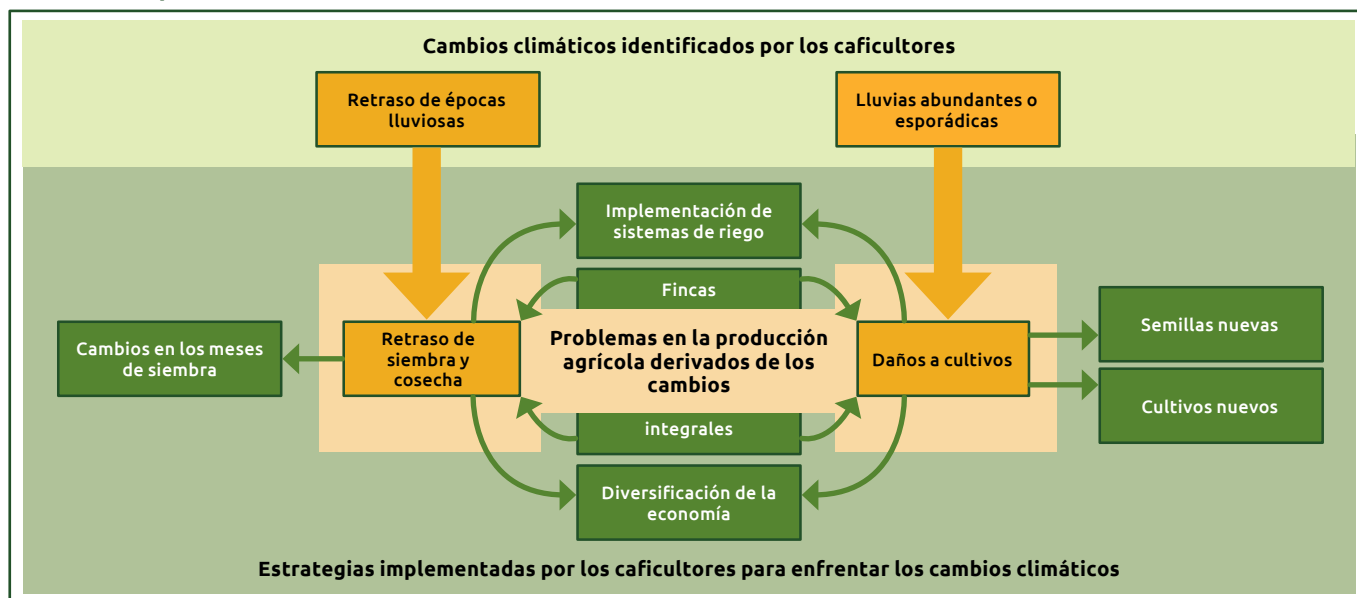 Cambios climáticos identificados por los caficultores
Retraso de épocas
lluviosas
Lluvias abundantes o
esporádicas
Implementación de
sistemas de riego
Fincas
Cambios en los meses
de siembra
Retraso de
siembra y
cosecha
Problemas en la producción
agrícola derivados de los
cambios
Daños a cultivos
Semillas nuevas
Cultivos nuevos
integrales
Diversificación de la
economía
Estrategias implementadas por los caficultores para enfrentar los cambios climáticos